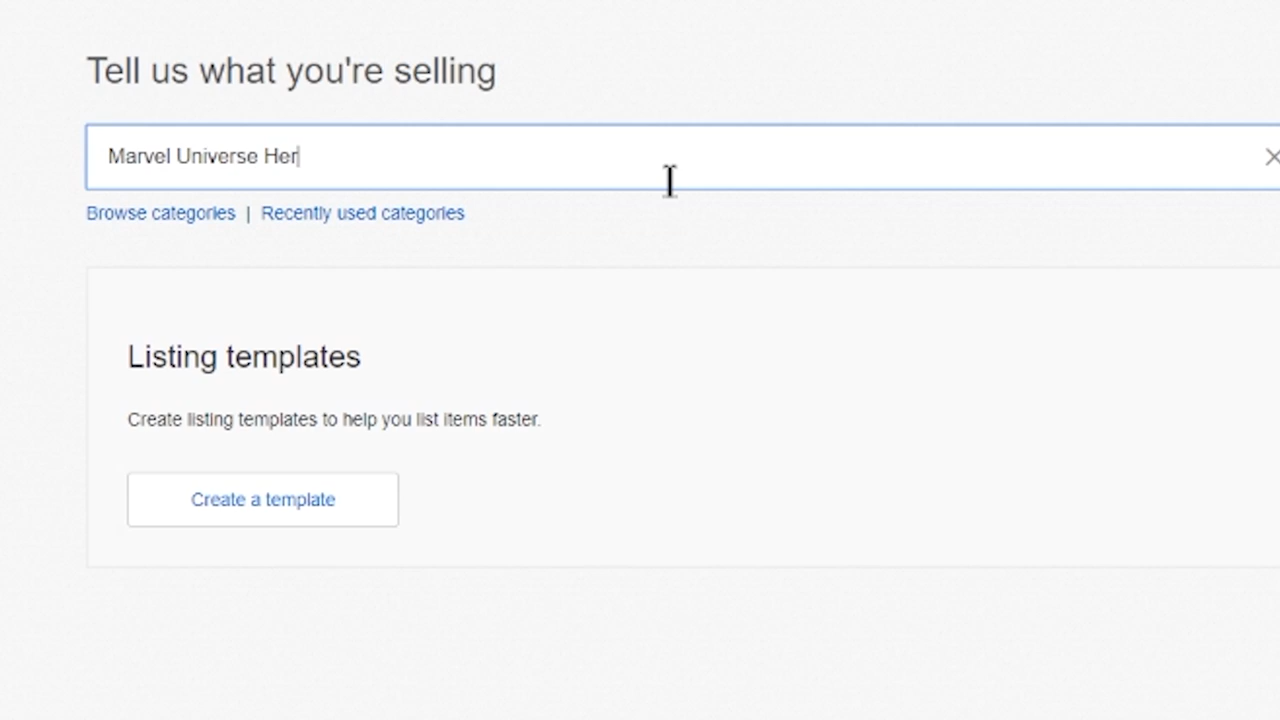 Tell us what you're selling
Marvel Universe Her
Browse categories | Recently used categories
Listing templates
Create listing templates to help you list items faster.
Create a template